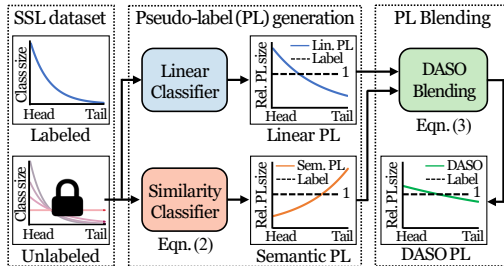 SSL dataset
Class size
Head Tail
Labeled
Class size
Head Tail
Unlabeled
Pseudo-label (PL) generation
Linear
Classifier
Similarity
Classifier
Eqn. (2)
Rel. PL size
Lin. PL
Label
1
Head Tail
Linear PL
Rel. PL size
Sem. PL
Label
1
Head Tail
Semantic PL
PL Blending
DASO
Blending
Eqn. (3)
Rel. PL size
DASO
Label
1
Head Tail
DASO PL